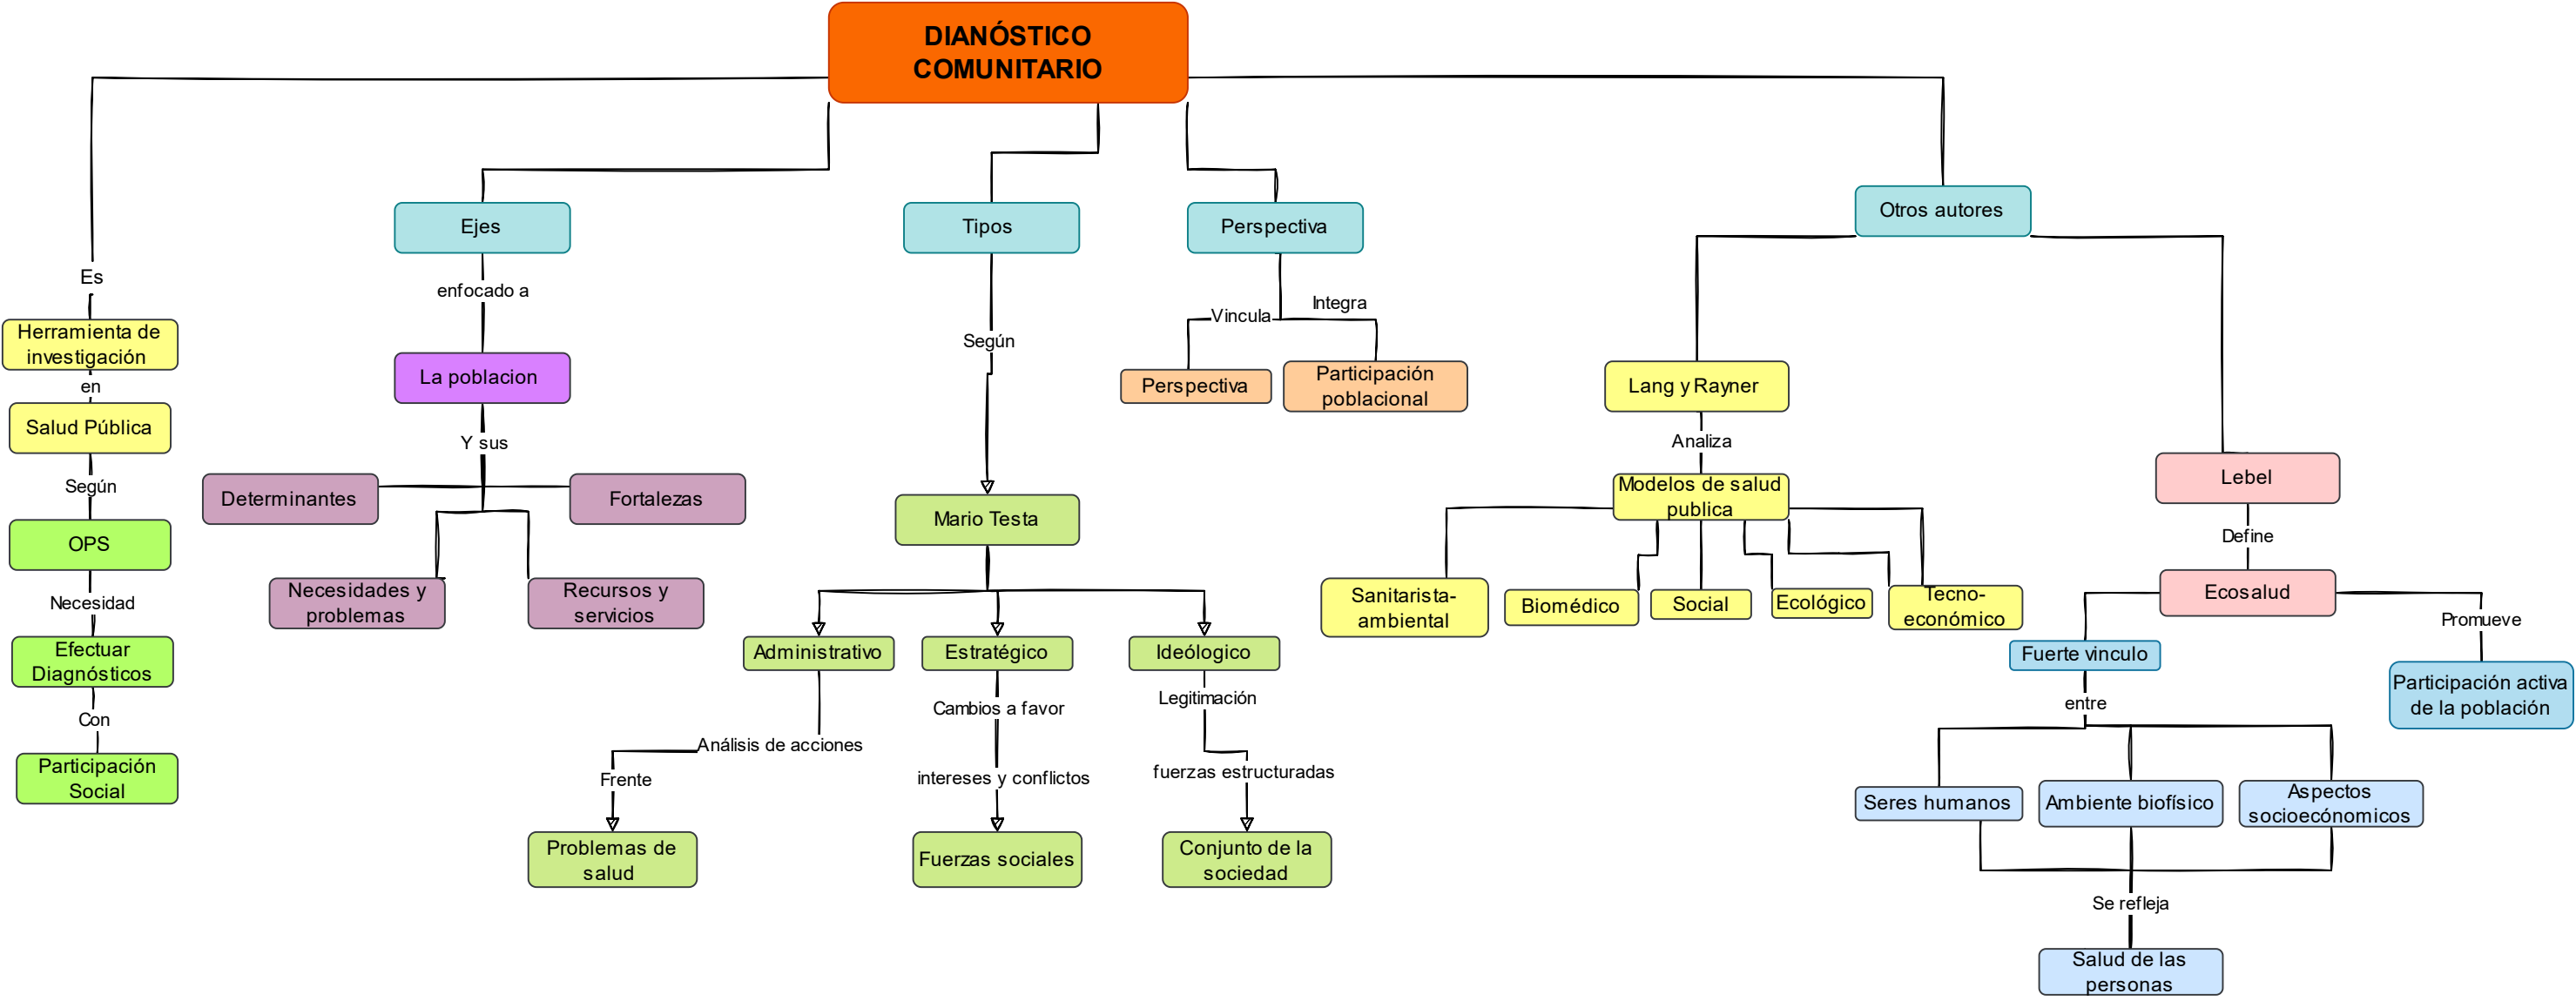 DIANÓSTICO
COMUNITARIO
Es
Herramienta de
investigación
en
Salud Pública
Según
OPS
Necesidad
Efectuar
Diagnósticos
Con
Participación
Social
Ejes
enfocado a
La poblacion
Y sus
Determinantes
Fortalezas
Necesidades y
problemas
Recursos y
servicios
Tipos
Según
Mario Testa
Administrativo
Análisis de acciones
Frente
Problemas de
salud
Estratégico
Cambios a favor
intereses y conflictos
Fuerzas sociales
Ideólogico
Legitimación
fuerzas estructuradas
Conjunto de la
sociedad
Perspectiva
Vincula
Integra
Perspectiva
Participación
poblacional
Otros autores
Lang y Rayner
Analiza
Modelos de salud
publica
Sanitarista-
ambiental
Biomédico
Social
Ecológico
Tecno-
económico
Lebel
Define
Ecosalud
Fuerte vinculo
entre
Promueve
Participación activa
de la población
Seres humanos
Ambiente biofísico
Aspectos
socioecónomicos
Se refleja
Salud de las
personas